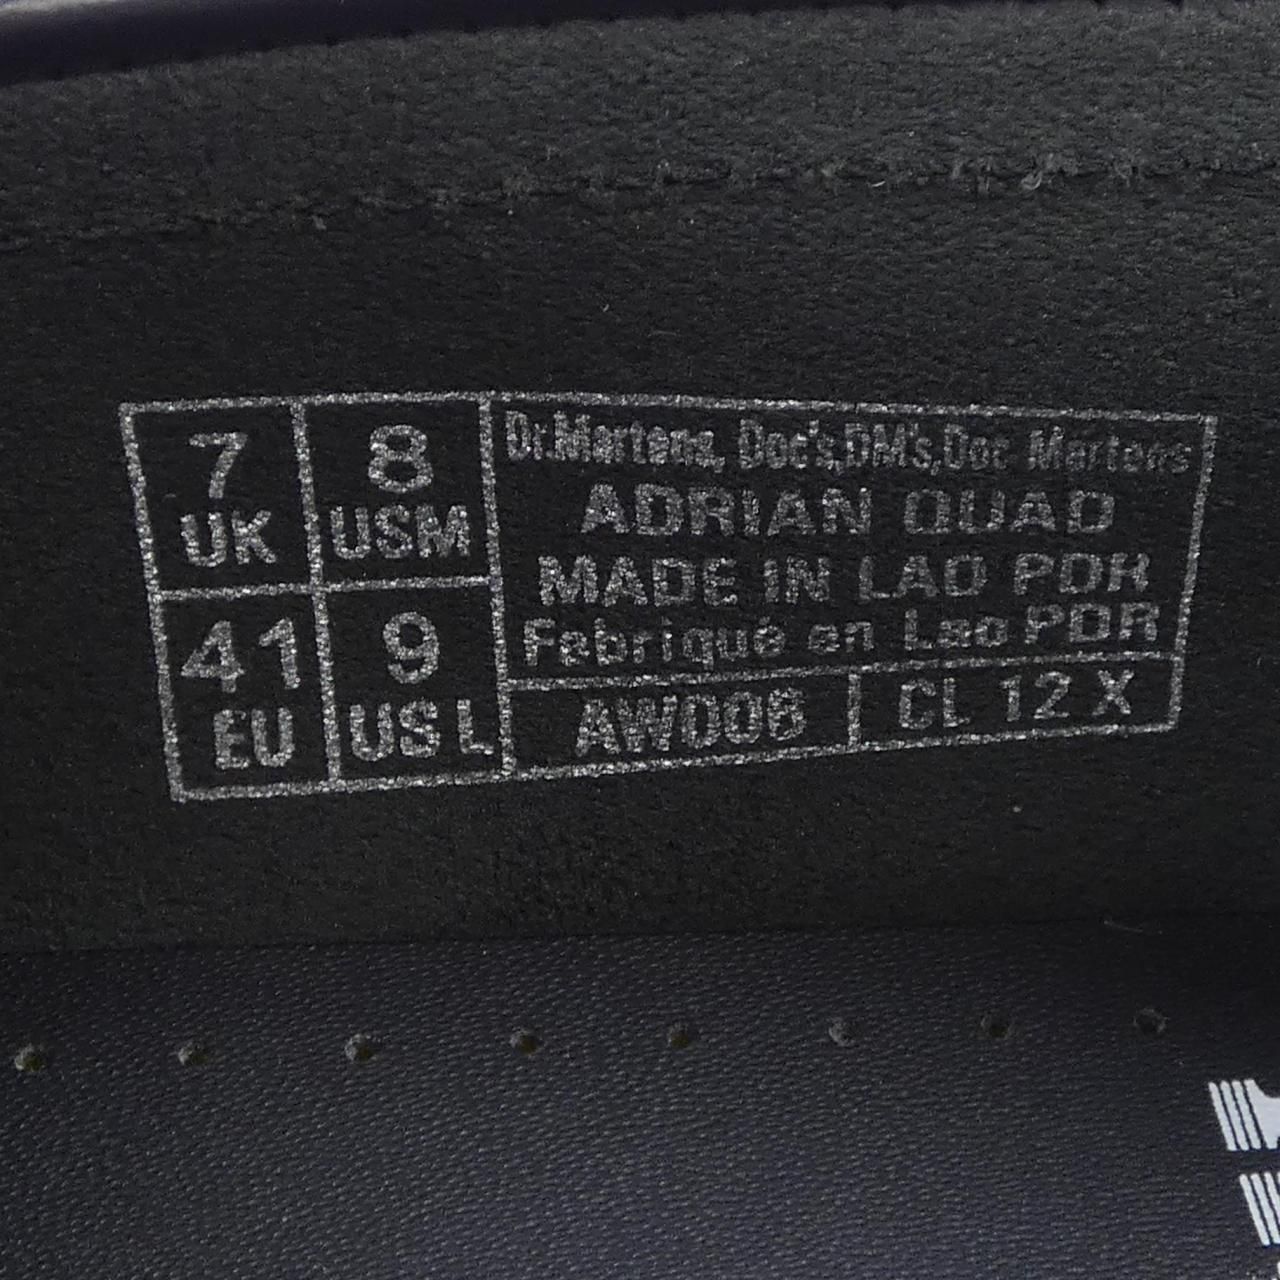 7 UK
8 USM
41 EU
9 US L
Dr.Martens, Doc's,DM's,Doc Martens
ADRIAN QUAD
MADE IN LAO PDR
Fabriqué en Lao PDR
AW006
CL 12 X